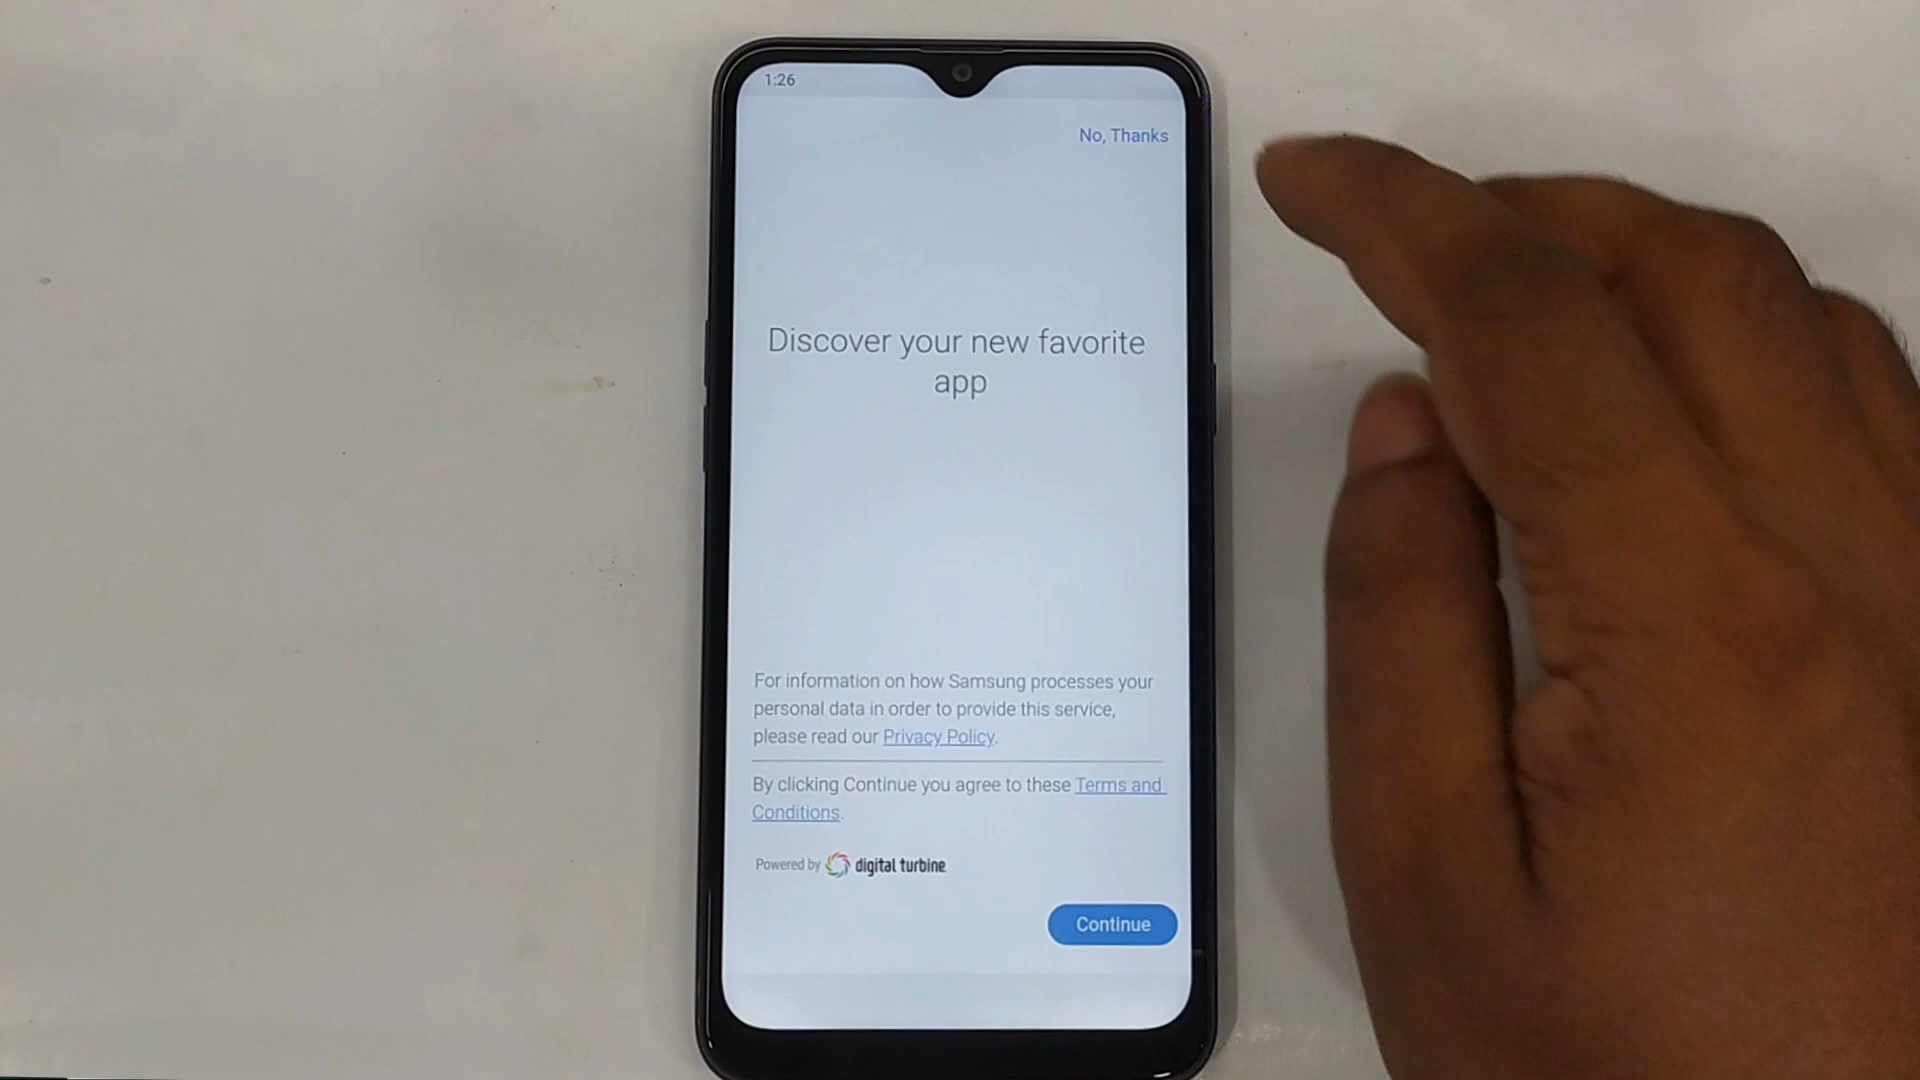 1:26
No, Thanks
Discover your new favorite
app
For information on how Samsung processes your
personal data in order to provide this service,
please read our Privacy Policy.
By clicking Continue you agree to these Terms and
Conditions.
Powered by digital turbine
Continue